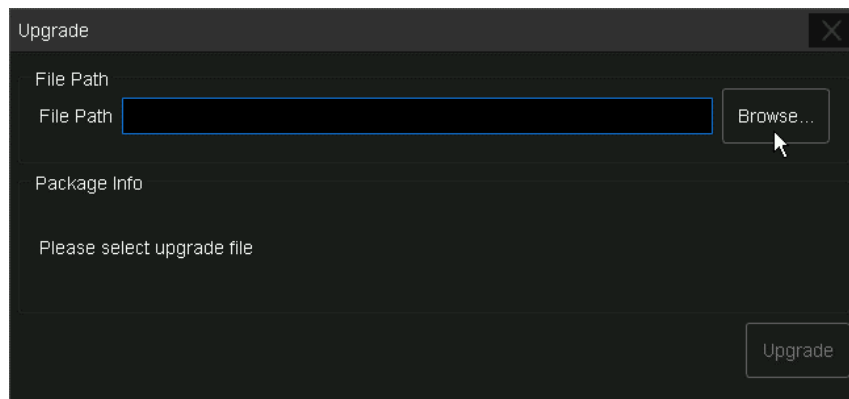 Upgrade
File Path
File Path Browse...
Package Info
Please select upgrade file
Upgrade